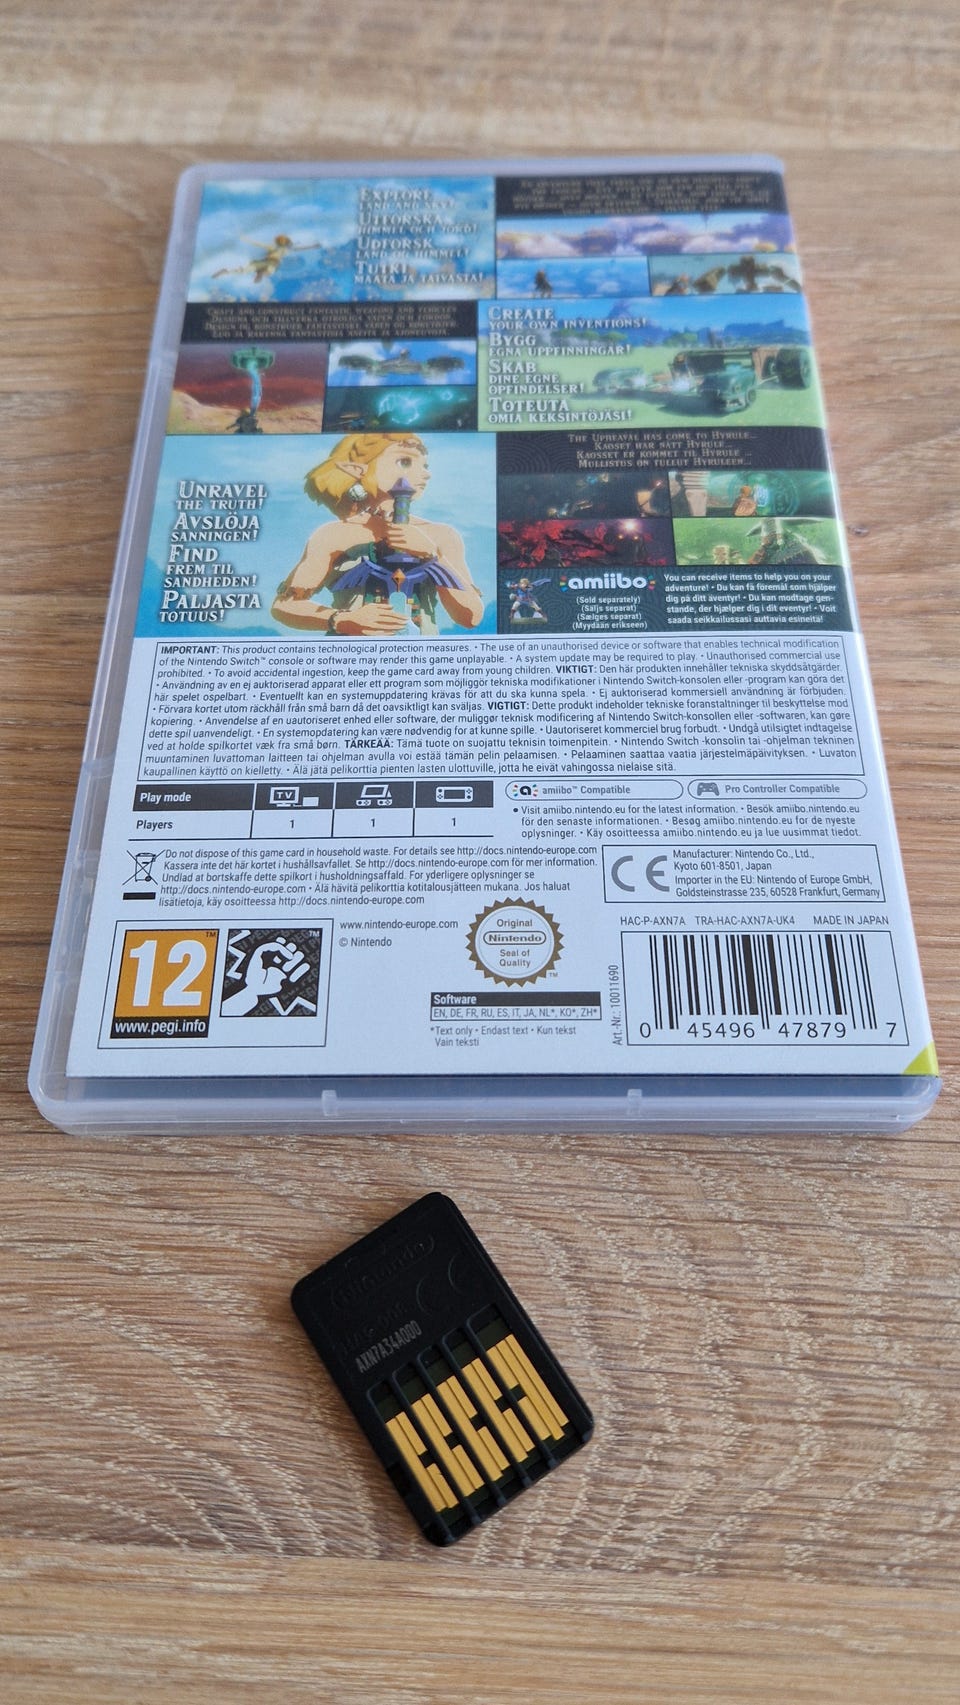 EXPLORE
LAND AND SKY!
UTFORSKA
HIMMEL OCH JORD!
UDFORSK
LAND OG HIMMEL!
TUTKI
MAATA JA TAIVASTA!
CRAFT AND CONSTRUCT FANTASTIC WEAPONS AND VEHICLES
CREATE
YOUR OWN INVENTIONS!
BYGG
EGNA UPPFINNINGAR!
SKAB
DINE EGNE
OPFINDELSER!
TOTEUTA
OMIA KEKSINTÖJÄSI!
THE UPHEAVAL HAS COME TO HYRULE...
KAOSET HAR NÅTT HYRULE...
KAOSSET ER KOMMET TIL HYRULE ...
MULLISTUS ON TULLUT HYRULEEN...
UNRAVEL
THE TRUTH!
AVSLÖJA
SANNINGEN!
FIND
FREM TIL
SANDHEDEN!
PALJASTA
TOTUUS!
amiibo
(Sold separately)
(Säljs separat)
(Sælges separat)
(Myydään erikseen)
You can receive items to help you on your
adventure! • Du kan få föremål som hjälper
dig på ditt äventyr! • Du kan modtage gen-
stande, der hjælper dig i dit eventyr! • Voit
saada seikkailussasi auttavia esineitä!
IMPORTANT: This product contains technological protection measures. • The use of an unauthorised device or software that enables technical modification
of the Nintendo Switch™ console or software may render this game unplayable. • A system update may be required to play. • Unauthorised commercial use
prohibited. • To avoid accidental ingestion, keep the game card away from young children. VIKTIGT: Den här produkten innehåller tekniska skyddsåtgärder.
• Användning av en ej auktoriserad apparat eller ett program som möjliggör tekniska modifikationer i Nintendo Switch-konsolen eller -program kan göra det
här spelet ospelbart. • Eventuellt kan en systemuppdatering krävas för att du ska kunna spela. • Ej auktoriserad kommersiell användning är förbjuden.
• Förvara kortet utom räckhåll från små barn då det oavsiktligt kan sväljas. VIGTIGT: Dette produkt indeholder tekniske foranstaltninger til beskyttelse mod
kopiering. • Anvendelse af en uautoriseret enhed eller software, der muliggør teknisk modificering af Nintendo Switch-konsollen eller -softwaren, kan gøre
dette spil uanvendeligt. • En systemopdatering kan være nødvendig for at kunne spille. • Uautoriseret kommerciel brug forbudt. • Undgå utilsigtet indtagelse
ved at holde spilkortet væk fra små børn. TÄRKEÄÄ: Tämä tuote on suojattu teknisin toimenpitein. • Nintendo Switch -konsolin tai -ohjelman tekninen
muuntaminen luvattoman laitteen tai ohjelman avulla voi estää tämän pelin pelaamisen. • Pelaaminen saattaa vaatia järjestelmäpäivityksen. • Luvaton
kaupallinen käyttö on kielletty. • Älä jätä pelikorttia pienten lasten ulottuville, jotta he eivät vahingossa nielaise sitä.
Play mode
TV
Players 1 1 1
amiibo™ Compatible
Pro Controller Compatible
• Visit amiibo.nintendo.eu for the latest information. • Besök amiibo.nintendo.eu
för den senaste informationen. • Besøg amiibo.nintendo.eu for de nyeste
oplysninger. • Käy osoitteessa amiibo.nintendo.eu ja lue uusimmat tiedot.
Do not dispose of this game card in household waste. For details see http://docs.nintendo-europe.com
Kassera inte det här kortet i hushållsavfallet. Se http://docs.nintendo-europe.com för mer information.
Undlad at bortskaffe dette spilkort i husholdningsaffald. For yderligere oplysninger se
http://docs.nintendo-europe.com • Älä hävitä pelikorttia kotitalousjätteen mukana. Jos haluat
lisätietoja, käy osoitteessa http://docs.nintendo-europe.com
CE
Manufacturer: Nintendo Co., Ltd.,
Kyoto 601-8501, Japan
Importer in the EU: Nintendo of Europe GmbH,
Goldsteinstrasse 235, 60528 Frankfurt, Germany
HAC-P-AXN7A TRA-HAC-AXN7A-UK4 MADE IN JAPAN
12
TM
www.pegi.info
TM
www.nintendo-europe.com
© Nintendo
Original
Nintendo
Seal of
Quality
TM
Software
EN, DE, FR, RU, ES, IT, JA, NL*, KO*, ZH*
*Text only • Endast text • Kun tekst
Vain teksti
Art.-Nr.: 10011690
0 45496 47879 7
Nintendo
CE
HAC-008
AXN7A34A000